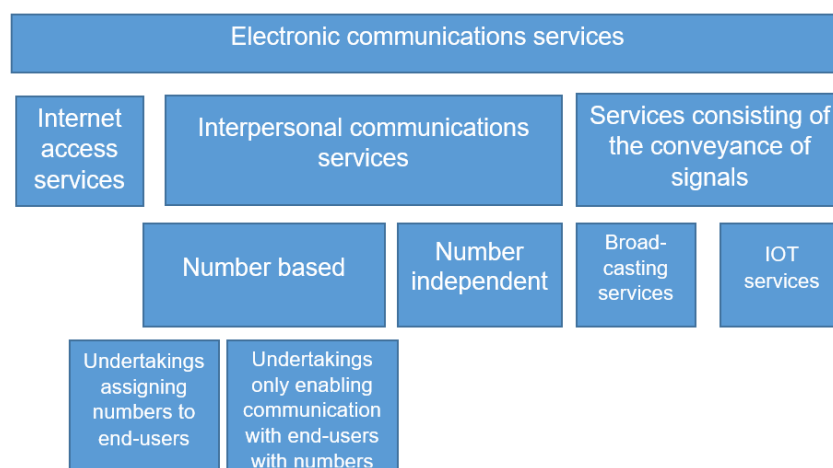 Electronic communications services
Internet
access
services
Interpersonal communications
services
Services consisting of
the conveyance of
signals
Number based
Number
independent
Broad-
casting
services
IOT
services
Undertakings
assigning
numbers to
end-users
Undertakings
only enabling
communication
with end-users
with numbers